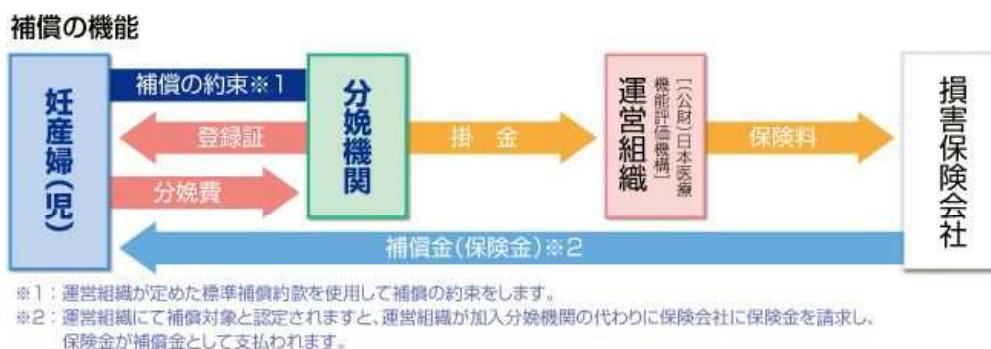 補償の機能
妊産婦(児)
補償の約束※1
登録証
分娩費
分娩機関
掛 金
運営組織
[(公財)日本医療
機能評価機構]
保険料
損害保険会社
補償金(保険金)※2
※1：運営組織が定めた標準補償約款を使用して補償の約束をします。
※2：運営組織にて補償対象と認定されますと、運営組織が加入分娩機関の代わりに保険会社に保険金を請求し、
保険金が補償金として支払われます。